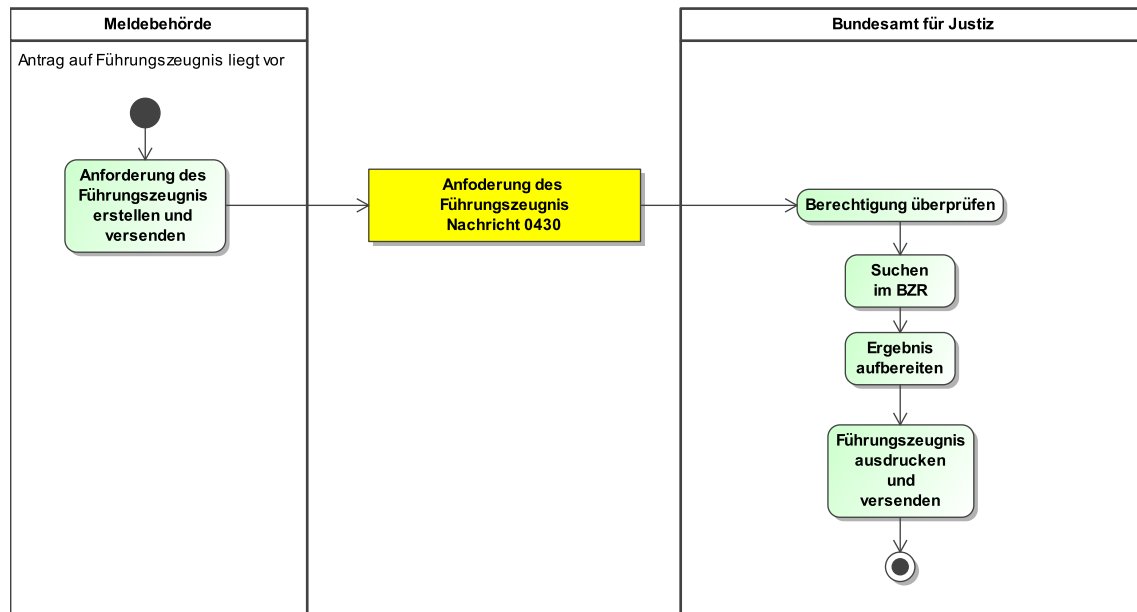 Meldebehörde
Bundesamt für Justiz
Antrag auf Führungszeugnis liegt vor
Anforderung des
Führungszeugnis
erstellen und
versenden
Anfoderung des
Führungszeugnis
Nachricht 0430
Berechtigung überprüfen
Suchen
im BZR
Ergebnis
aufbereiten
Führungszeugnis
ausdrucken
und
versenden